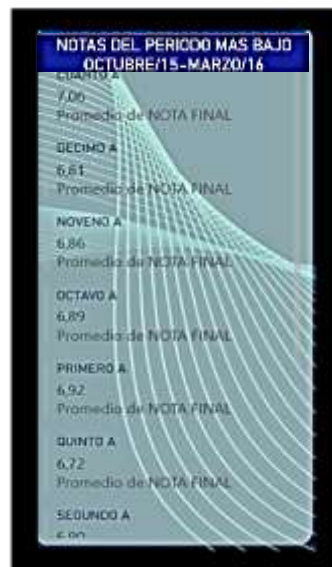 NOTAS DEL PERIODO MAS BAJO
OCTUBRE/15-MARZO/16
CUARTO A
7,06
Promedio de NOTA FINAL
DECIMO A
6,61
Promedio de NOTA FINAL
NOVENO A
6,86
Promedio de NOTA FINAL
OCTAVO A
6,89
Promedio de NOTA FINAL
PRIMERO A
6,92
Promedio de NOTA FINAL
QUINTO A
6,72
Promedio de NOTA FINAL
SEGUNDO A